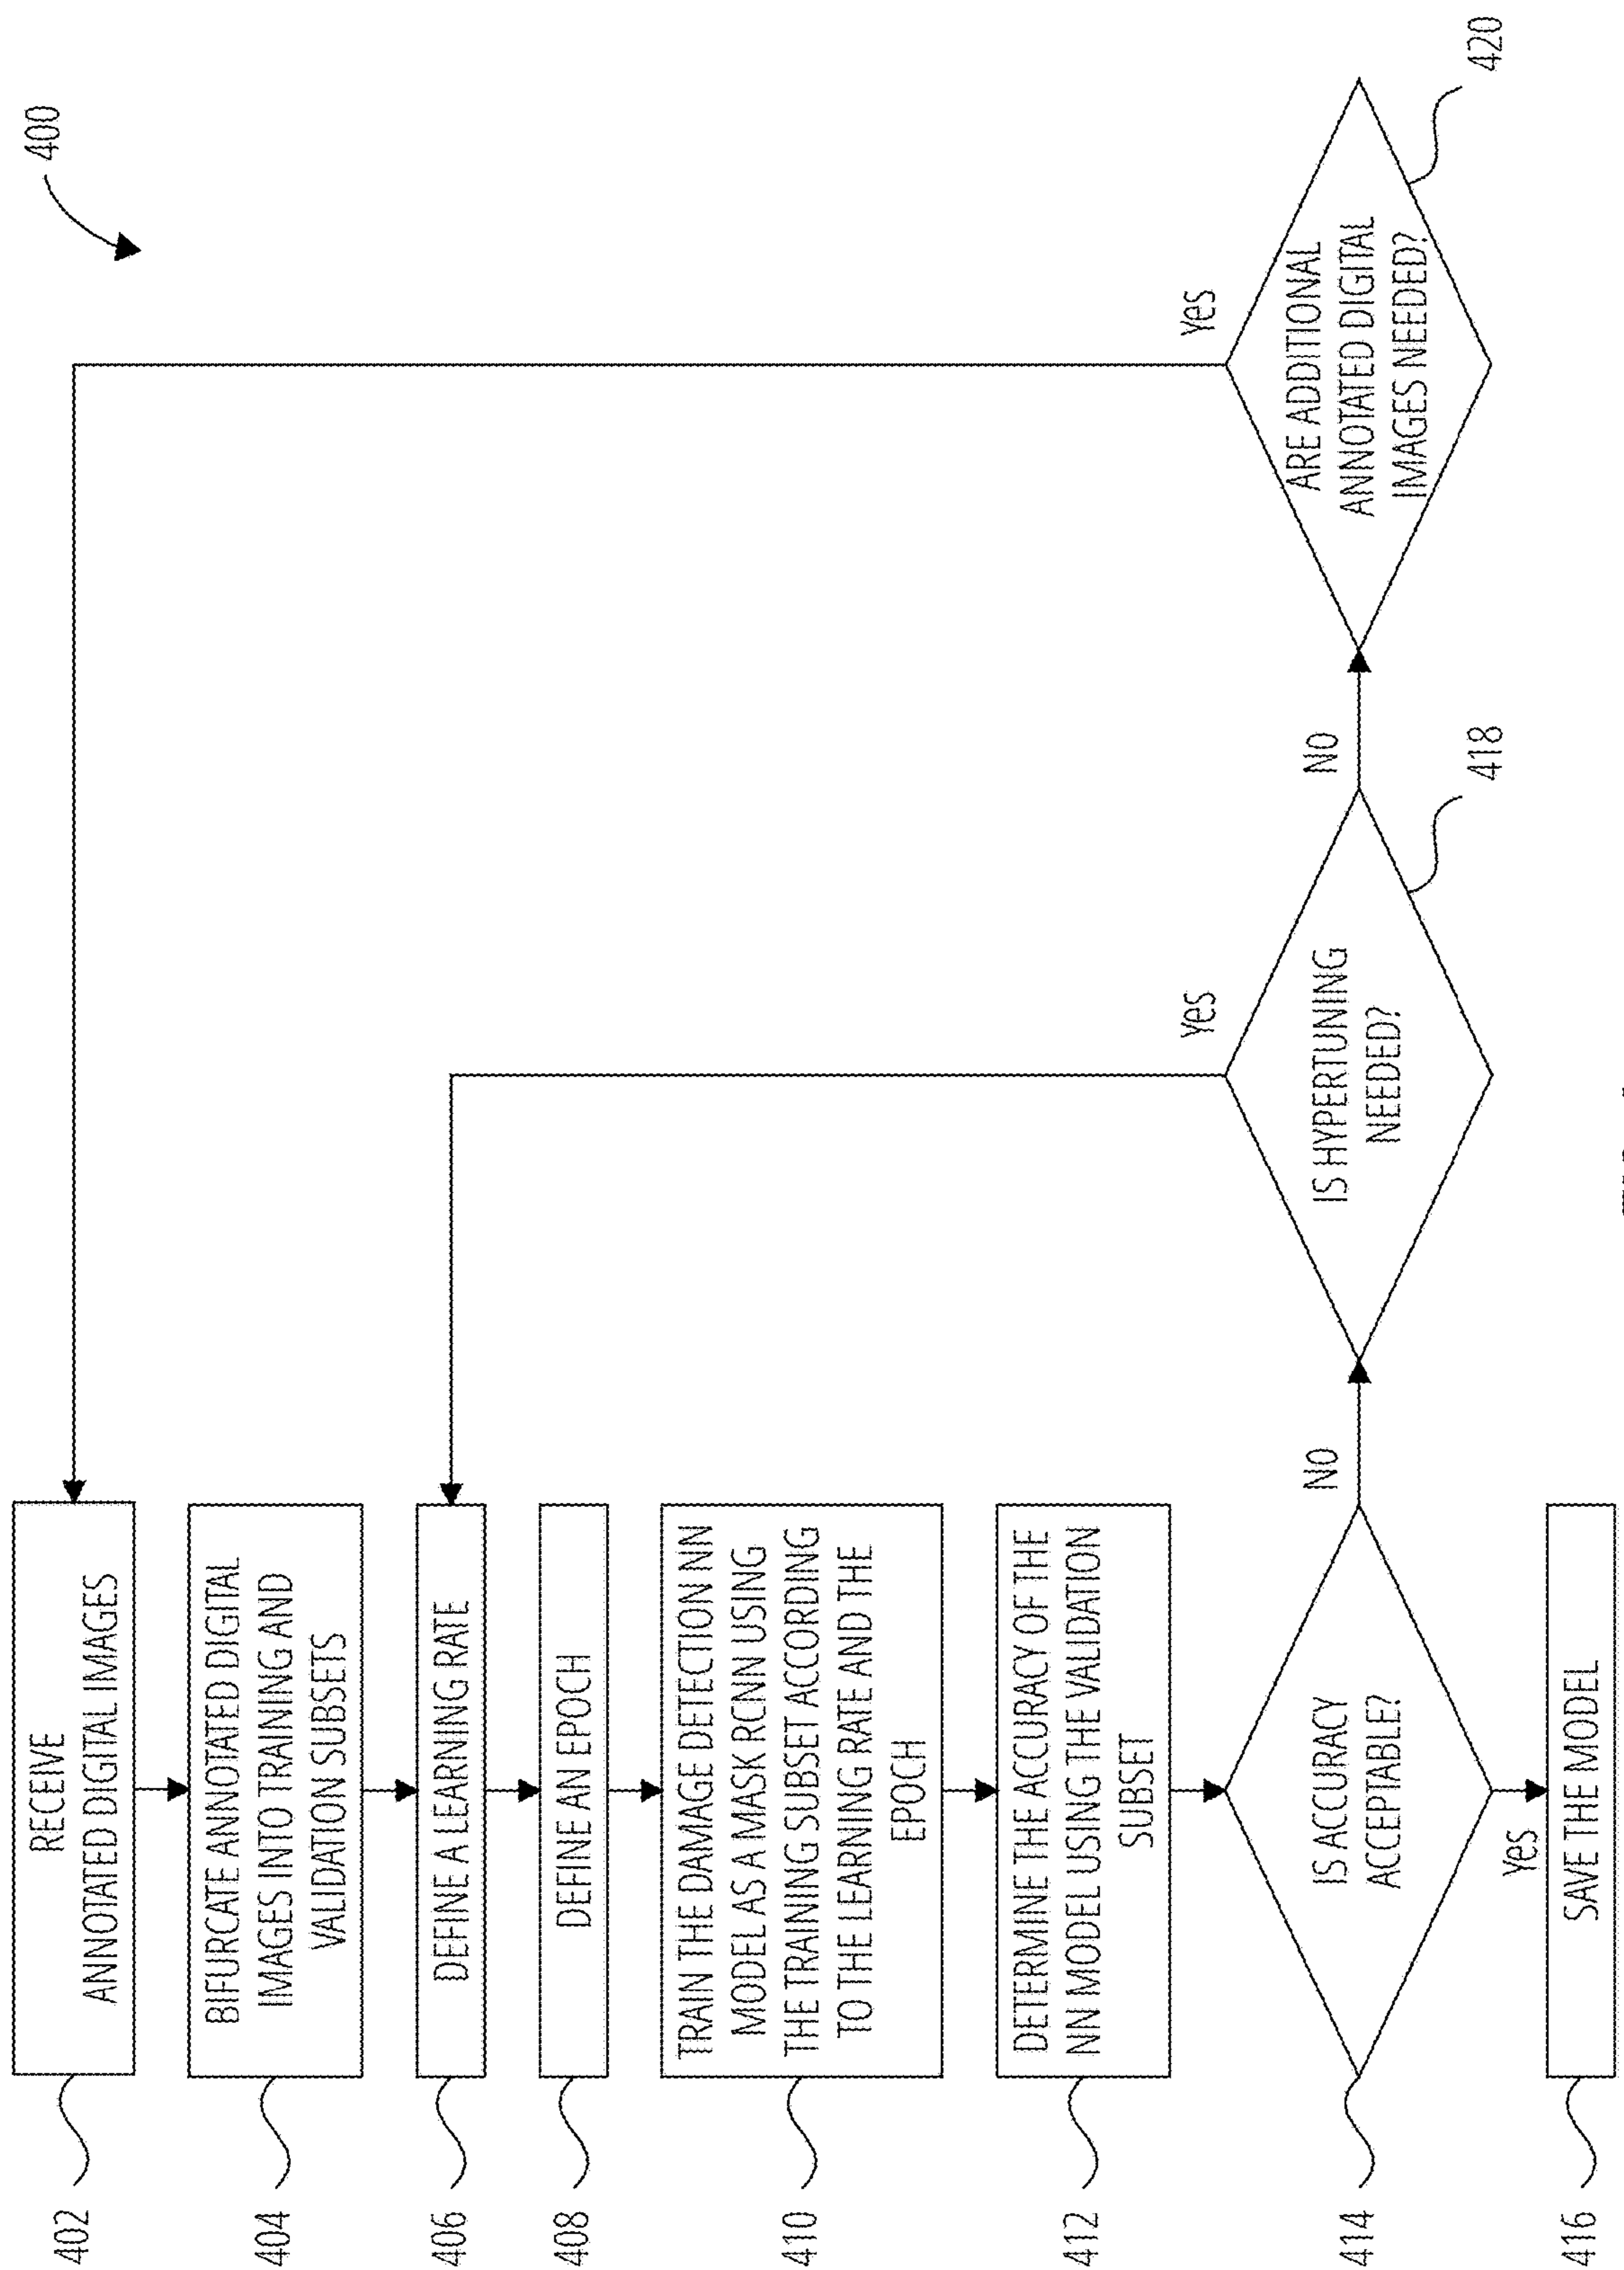 400
402
RECEIVE
ANNOTATED DIGITAL IMAGES
404
BIFURCATE ANNOTATED DIGITAL
IMAGES INTO TRAINING AND
VALIDATION SUBSETS
406
DEFINE A LEARNING RATE
408
DEFINE AN EPOCH
410
TRAIN THE DAMAGE DETECTION NN
MODEL AS A MASK RCNN USING
THE TRAINING SUBSET ACCORDING
TO THE LEARNING RATE AND THE
EPOCH
412
DETERMINE THE ACCURACY OF THE
NN MODEL USING THE VALIDATION
SUBSET
414
IS ACCURACY
ACCEPTABLE?
No
Yes
416
SAVE THE MODEL
Yes
IS HYPERTUNING
NEEDED?
418
No
Yes
ARE ADDITIONAL
ANNOTATED DIGITAL
IMAGES NEEDED?
420